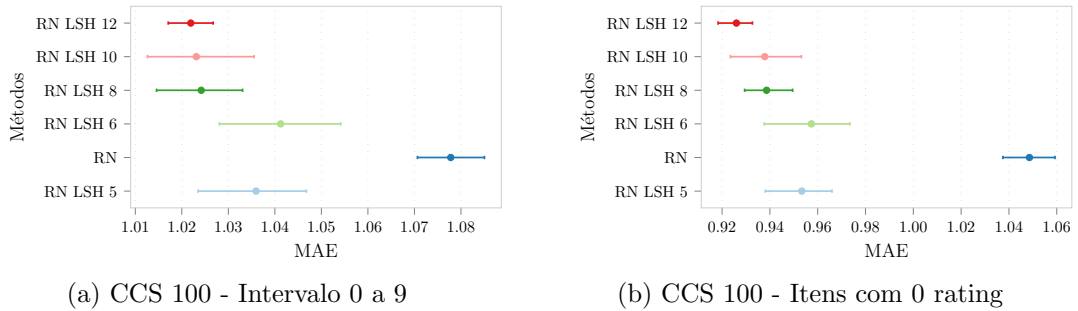 RN LSH 12
RN LSH 10
RN LSH 8
RN LSH 6
RN
RN LSH 5
Métodos
1.01 1.02 1.03 1.04 1.05 1.06 1.07 1.08
MAE
(a) CCS 100 - Intervalo 0 a 9
RN LSH 12
RN LSH 10
RN LSH 8
RN LSH 6
RN
RN LSH 5
Métodos
0.92 0.94 0.96 0.98 1.00 1.02 1.04 1.06
MAE
(b) CCS 100 - Itens com 0 rating